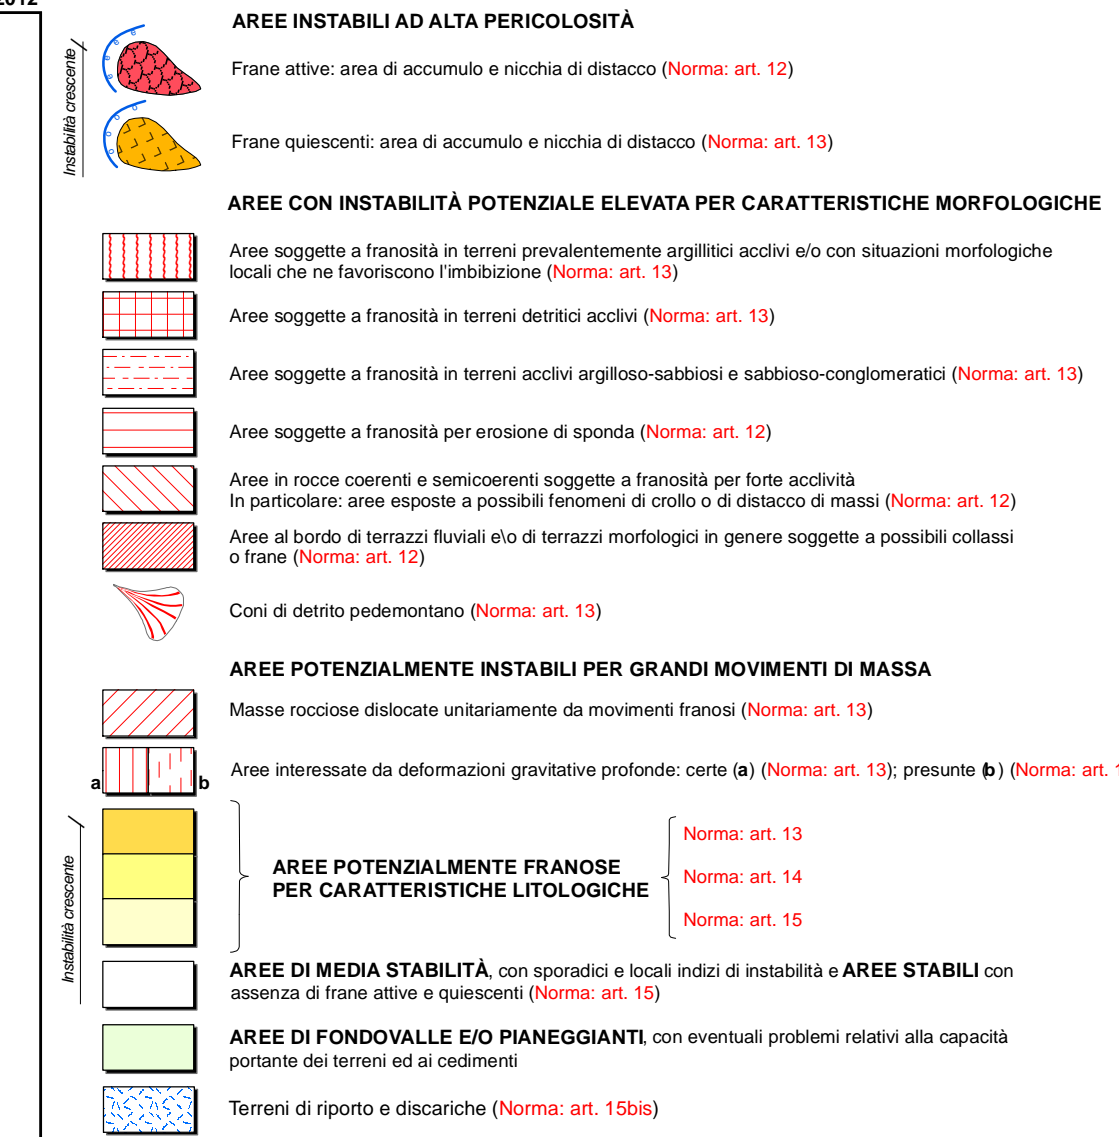 2012
AREE INSTABILI AD ALTA PERICOLOSITÀ
Instabilità crescente
Frane attive: area di accumulo e nicchia di distacco (Norma: art. 12)
Frane quiescenti: area di accumulo e nicchia di distacco (Norma: art. 13)
AREE CON INSTABILITÀ POTENZIALE ELEVATA PER CARATTERISTICHE MORFOLOGICHE
Aree soggette a franosità in terreni prevalentemente argillitici acclivi e/o con situazioni morfologiche
locali che ne favoriscono l'imbibizione (Norma: art. 13)
Aree soggette a franosità in terreni detritici acclivi (Norma: art. 13)
Aree soggette a franosità in terreni acclivi argilloso-sabbiosi e sabbioso-conglomeratici (Norma: art. 13)
Aree soggette a franosità per erosione di sponda (Norma: art. 12)
Aree in rocce coerenti e semicoerenti soggette a franosità per forte acclività
In particolare: aree esposte a possibili fenomeni di crollo o di distacco di massi (Norma: art. 12)
Aree al bordo di terrazzi fluviali e\o di terrazzi morfologici in genere soggette a possibili collassi
o frane (Norma: art. 12)
Coni di detrito pedemontano (Norma: art. 13)
AREE POTENZIALMENTE INSTABILI PER GRANDI MOVIMENTI DI MASSA
Masse rocciose dislocate unitariamente da movimenti franosi (Norma: art. 13)
a b Aree interessate da deformazioni gravitative profonde: certe (a) (Norma: art. 13); presunte (b) (Norma: art.
Instabilità crescente
AREE POTENZIALMENTE FRANOSE
PER CARATTERISTICHE LITOLOGICHE
Norma: art. 13
Norma: art. 14
Norma: art. 15
AREE DI MEDIA STABILITÀ, con sporadici e locali indizi di instabilità e AREE STABILI con
assenza di frane attive e quiescenti (Norma: art. 15)
AREE DI FONDOVALLE E/O PIANEGGIANTI, con eventuali problemi relativi alla capacità
portante dei terreni ed ai cedimenti
Terreni di riporto e discariche (Norma: art. 15bis)